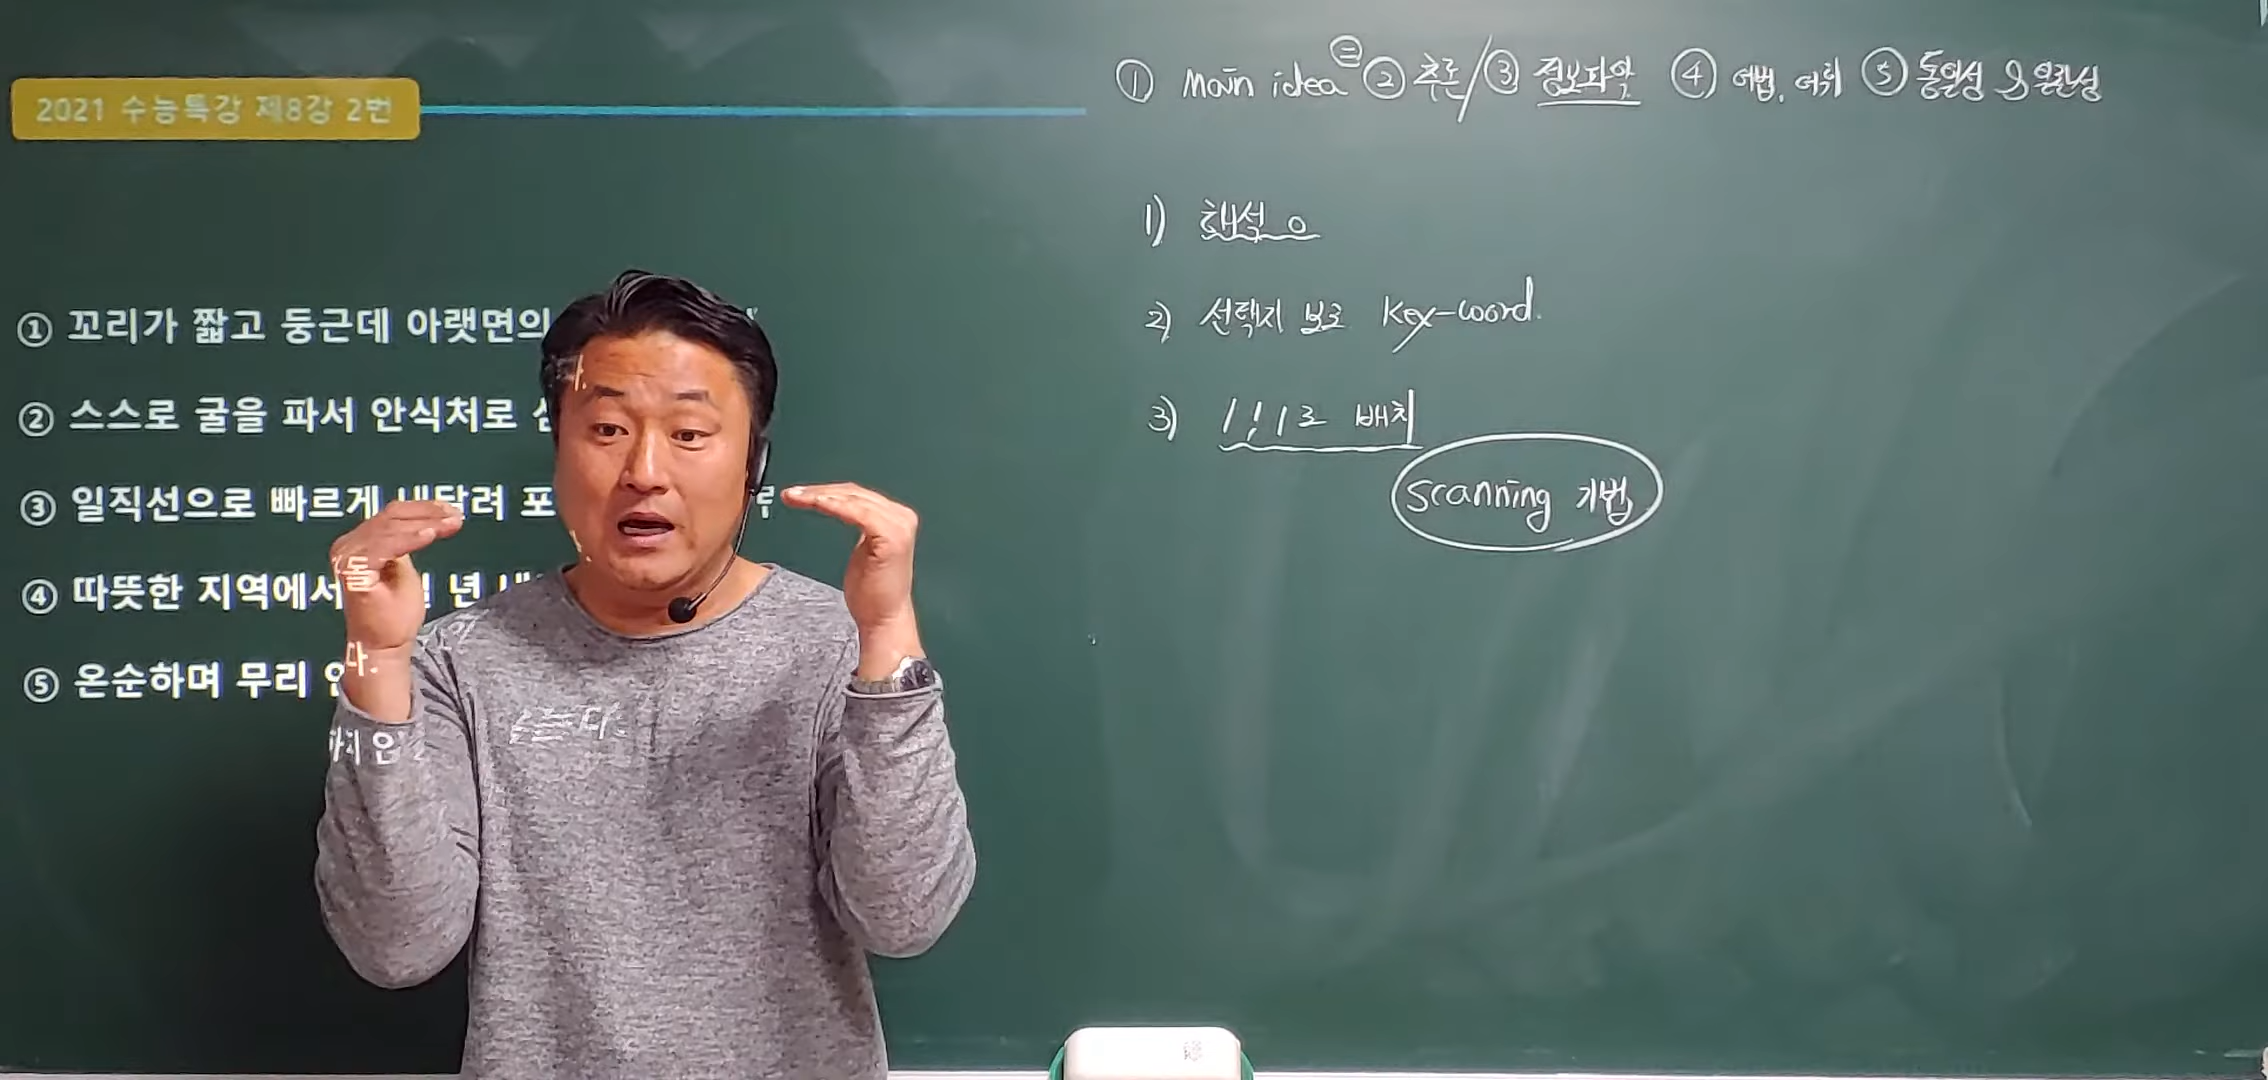 2021 수능특강 제8강 2번
① 꼬리가 짧고 둥근데 아랫면의
② 스스로 굴을 파서 안식처로
③ 일직선으로 빠르게 내달려 포
④ 따뜻한 지역에서 년
⑤ 온순하며 무리
① main idea = ② 추론 / ③ 정보파악 ④ 어법, 어휘 ⑤ 통일성 일관성
1) 해석 O
2) 선택지 보고 key-word.
3) 1:1로 배치
Scanning 기법